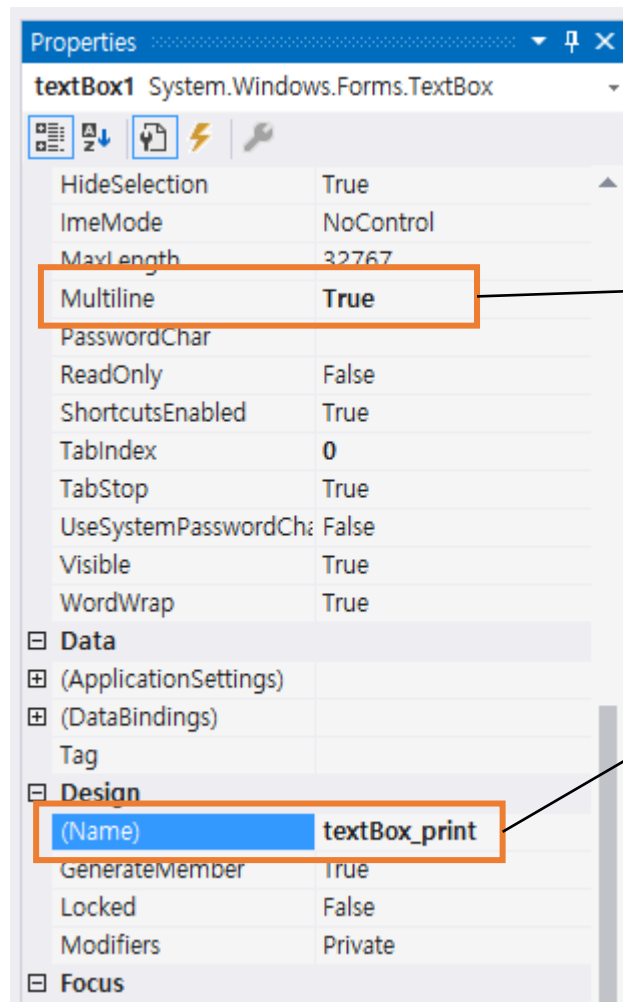 Properties
textBox1 System.Windows.Forms.TextBox
HideSelection True
ImeMode NoControl
MaxLength 32767
Multiline True
PasswordChar
ReadOnly False
ShortcutsEnabled True
TabIndex 0
TabStop True
UseSystemPasswordCha False
Visible True
WordWrap True
Data
(ApplicationSettings)
(DataBindings)
Tag
Design
(Name) textBox_print
GenerateMember True
Locked False
Modifiers Private
Focus